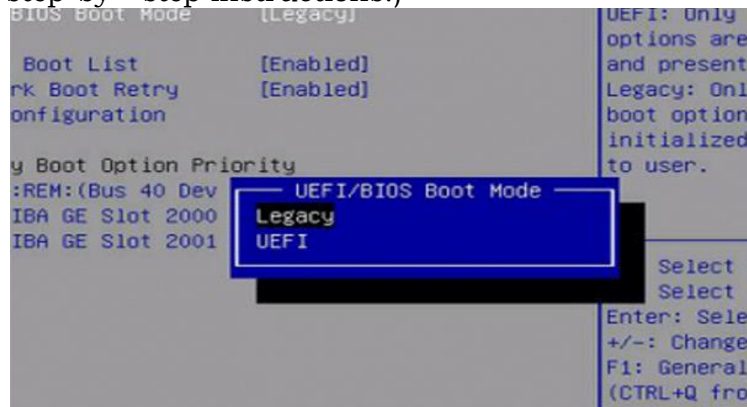 step-by-step instructions.)
BIOS Boot Mode [Legacy]
Boot List [Enabled]
rk Boot Retry [Enabled]
onfiguration
y Boot Option Priority
:REM:(Bus 40 Dev
IBA GE Slot 2000
IBA GE Slot 2001
UEFI/BIOS Boot Mode
Legacy
UEFI
UEFI: Only
options are
and present
Legacy: Onl
boot option
initialized
to user.
Select
Select
Enter: Sele
+/-: Change
F1: General
(CTRL+Q fro